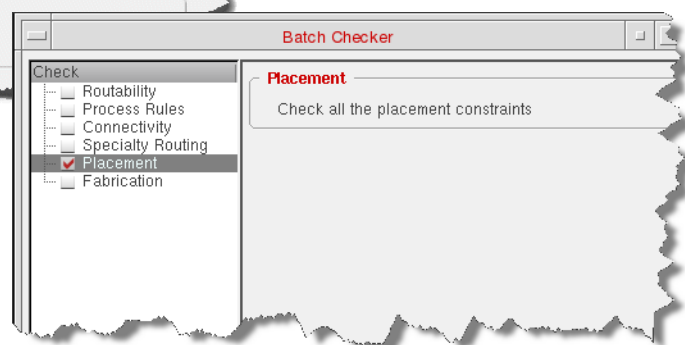 Batch Checker
Check
Routability
Process Rules
Connectivity
Specialty Routing
Placement
Fabrication
Placement
Check all the placement constraints